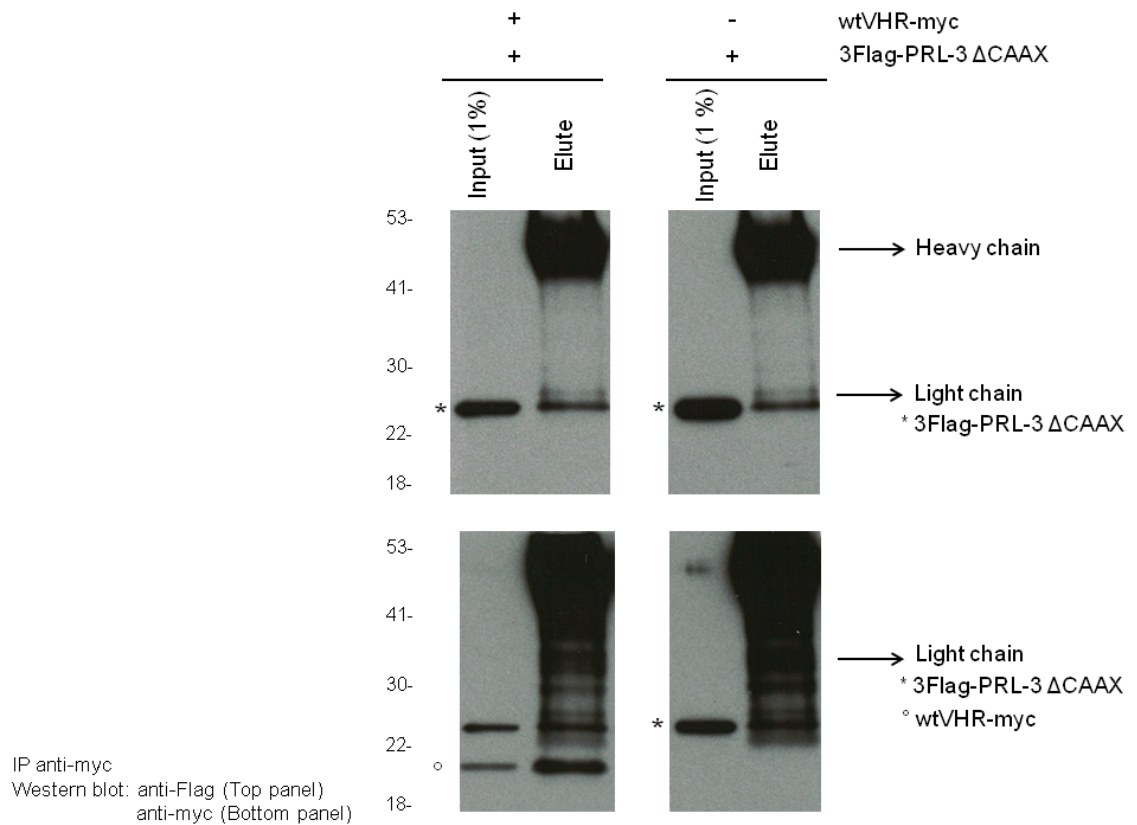 + - wtVHR-myc
+ + 3Flag-PRL-3 ΔCAAX
Input (1%) Elute Input (1 %) Elute
53-
Heavy chain
41-
30-
Light chain
* * * 3Flag-PRL-3 ΔCAAX
22-
18-
53-
41-
Light chain
30- * 3Flag-PRL-3 ΔCAAX
* ° wtVHR-myc
22-
IP anti-myc °
Western blot: anti-Flag (Top panel)
anti-myc (Bottom panel) 18-